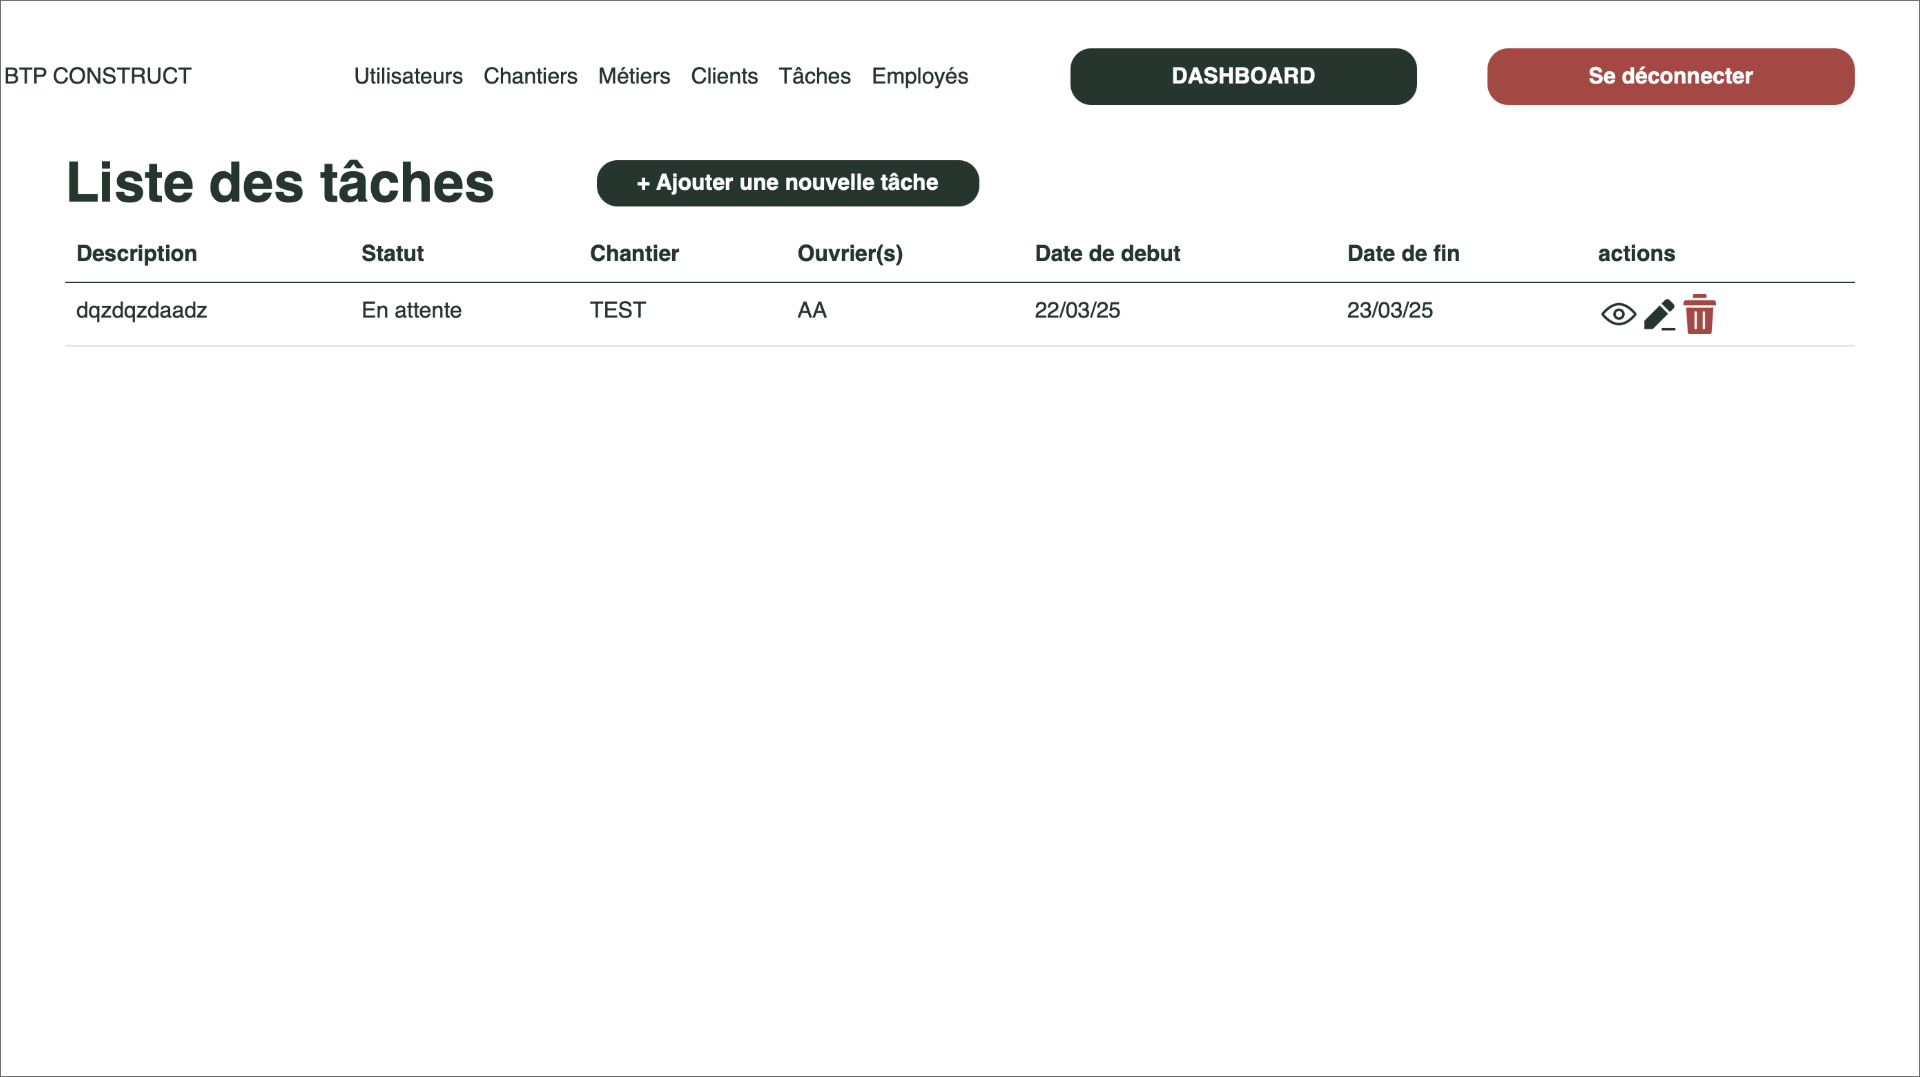 BTP CONSTRUCT Utilisateurs Chantiers Métiers Clients Tâches Employés DASHBOARD Se déconnecter
Liste des tâches + Ajouter une nouvelle tâche
Description Statut Chantier Ouvrier(s) Date de debut Date de fin actions
dqzdqzdaadz En attente TEST AA 22/03/25 23/03/25